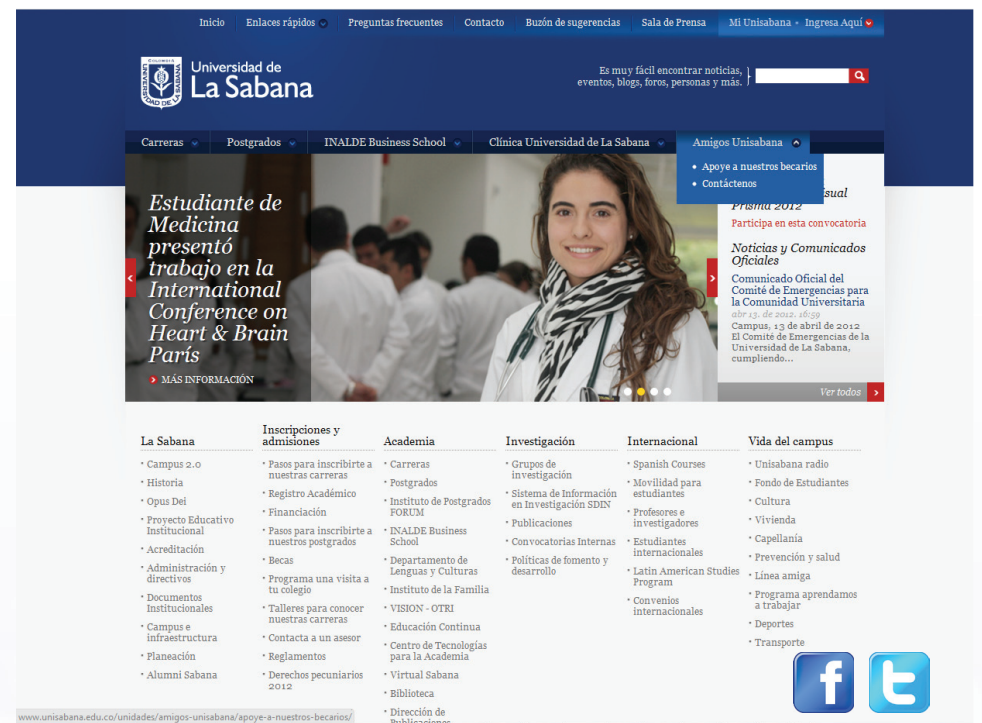 Inicio Enlaces rápidos Preguntas frecuentes Contacto Buzón de sugerencias Sala de Prensa Mi Unisabana • Ingresa Aquí
Universidad de
La Sabana
Es muy fácil encontrar noticias,
eventos, blogs, foros, personas y más.
Carreras Postgrados INALDE Business School Clínica Universidad de La Sabana Amigos Unisabana
• Apoye a nuestros becarios
• Contáctenos
Estudiante de
Medicina
presentó
trabajo en la
International
Conference on
Heart & Brain
París
MÁS INFORMACIÓN
Prisma 2012
Participa en esta convocatoria
Noticias y Comunicados
Oficiales
Comunicado Oficial del
Comité de Emergencias para
la Comunidad Universitaria
abr 13. de 2012. 16:59
Campus, 13 de abril de 2012
El Comité de Emergencias de la
Universidad de La Sabana,
cumpliendo...
Ver todos
La Sabana
• Campus 2.0
• Historia
• Opus Dei
• Proyecto Educativo
Institucional
• Acreditación
• Administración y
directivos
• Documentos
Institucionales
• Campus e
infraestructura
• Planeación
• Alumni Sabana
Inscripciones y
admisiones
• Pasos para inscribirte a
nuestras carreras
• Registro Académico
• Financiación
• Pasos para inscribirte a
nuestros postgrados
• Becas
• Programa una visita a
tu colegio
• Talleres para conocer
nuestras carreras
• Contacta a un asesor
• Reglamentos
• Derechos pecuniarios
2012
Academia
• Carreras
• Postgrados
• Instituto de Postgrados
FORUM
• INALDE Business
School
• Departamento de
Lenguas y Culturas
• Instituto de la Familia
• VISION - OTRI
• Educación Continua
• Centro de Tecnologías
para la Academia
• Virtual Sabana
• Biblioteca
• Dirección de
Publicaciones
Investigación
• Grupos de
investigación
• Sistema de Información
en Investigación SDIN
• Publicaciones
• Convocatorias Internas
• Políticas de fomento y
desarrollo
Internacional
• Spanish Courses
• Movilidad para
estudiantes
• Profesores e
investigadores
• Estudiantes
internacionales
• Latin American Studies
Program
• Convenios
internacionales
Vida del campus
• Unisabana radio
• Fondo de Estudiantes
• Cultura
• Vivienda
• Capellanía
• Prevención y salud
• Línea amiga
• Programa aprendamos
a trabajar
• Deportes
• Transporte
f t
www.unisabana.edu.co/unidades/amigos-unisabana/apoye-a-nuestros-becarios/